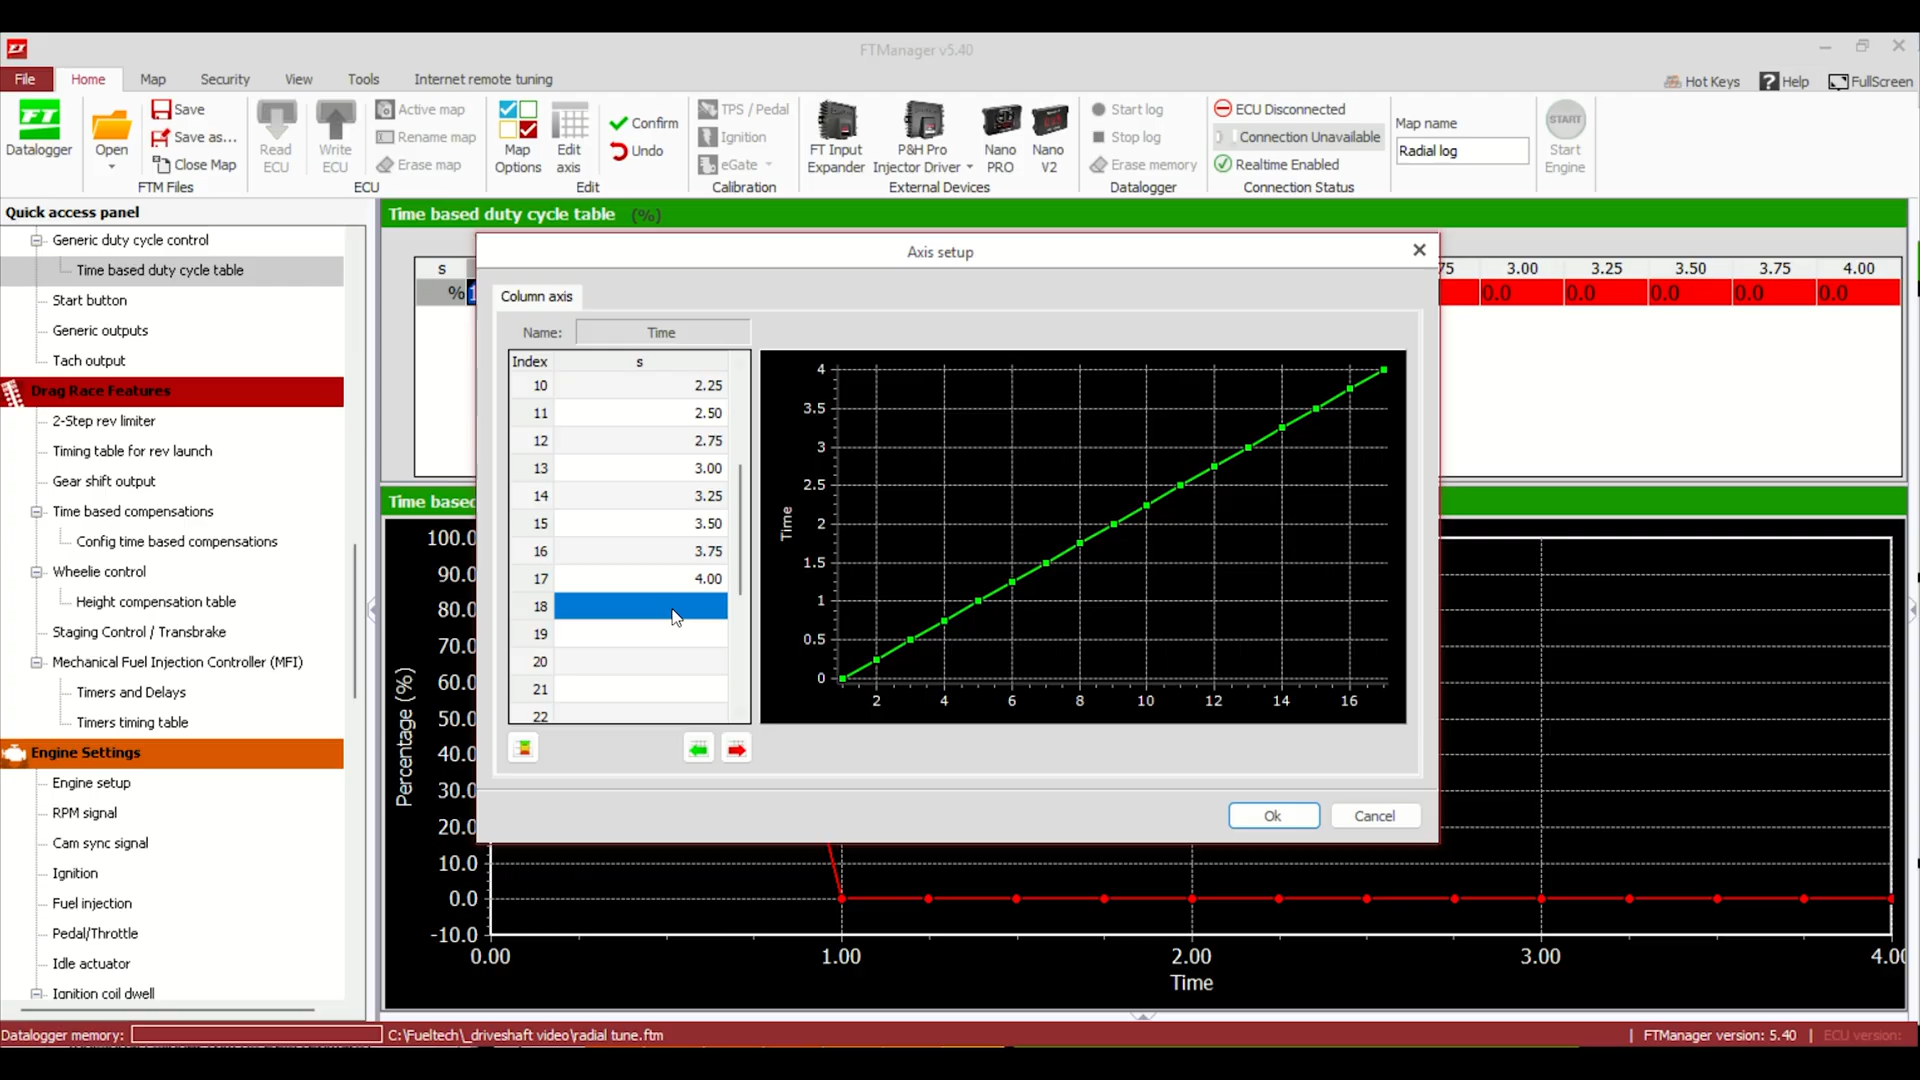 FTManager v5.40
File Home Map Security View Tools Internet remote tuning
Hot Keys ? Help FullScreen
FT
Datalogger
Open
Save
Save as...
Close Map
FTM Files
Read ECU
Write ECU
Active map
Rename map
Erase map
ECU
Map Options
Edit axis
Confirm
Undo
Edit
TPS / Pedal
Ignition
eGate
Calibration
FT Input Expander
P&H Pro Injector Driver
Nano PRO
Nano V2
External Devices
Start log
Stop log
Erase memory
Datalogger
ECU Disconnected
Connection Unavailable
Realtime Enabled
Connection Status
Map name
Radial log
START
Start Engine
Quick access panel
Generic duty cycle control
Time based duty cycle table
Start button
Generic outputs
Tach output
Drag Race Features
2-Step rev limiter
Timing table for rev launch
Gear shift output
Time based compensations
Config time based compensations
Wheelie control
Height compensation table
Staging Control / Transbrake
Mechanical Fuel Injection Controller (MFI)
Timers and Delays
Timers timing table
Engine Settings
Engine setup
RPM signal
Cam sync signal
Ignition
Fuel injection
Pedal/Throttle
Idle actuator
Ignition coil dwell
Time based duty cycle table (%)
s 75 3.00 3.25 3.50 3.75 4.00
% 1 0.0 0.0 0.0 0.0 0.0
Axis setup
Column axis
Name: Time
Index s
10 2.25
11 2.50
12 2.75
13 3.00
14 3.25
15 3.50
16 3.75
17 4.00
18
19
20
21
22
Time
4
3.5
3
2.5
2
1.5
1
0.5
0
2 4 6 8 10 12 14 16
Ok Cancel
Time based
Percentage (%)
100.0
90.0
80.0
70.0
60.0
50.0
40.0
30.0
20.0
10.0
0.0
-10.0
0.00 1.00 2.00 3.00 4.00
Time
Datalogger memory: C:\Fueltech\_driveshaft video\radial tune.ftm | FTManager version: 5.40 | ECU version: